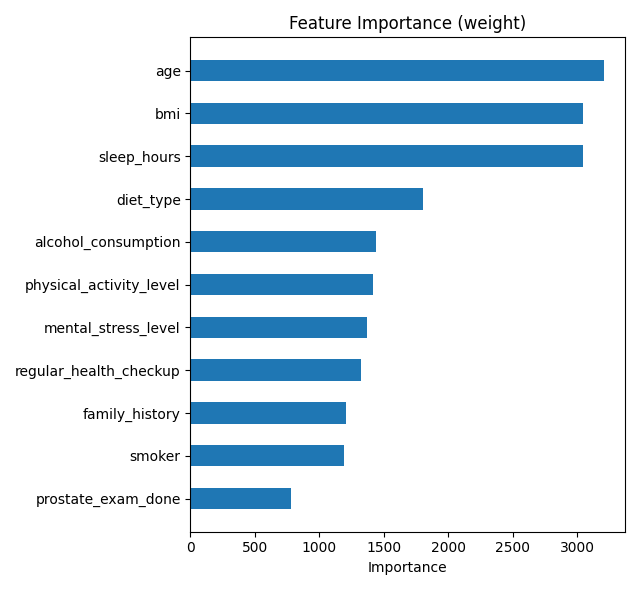 Feature Importance (weight)
age
bmi
sleep_hours
diet_type
alcohol_consumption
physical_activity_level
mental_stress_level
regular_health_checkup
family_history
smoker
prostate_exam_done
0 500 1000 1500 2000 2500 3000
Importance